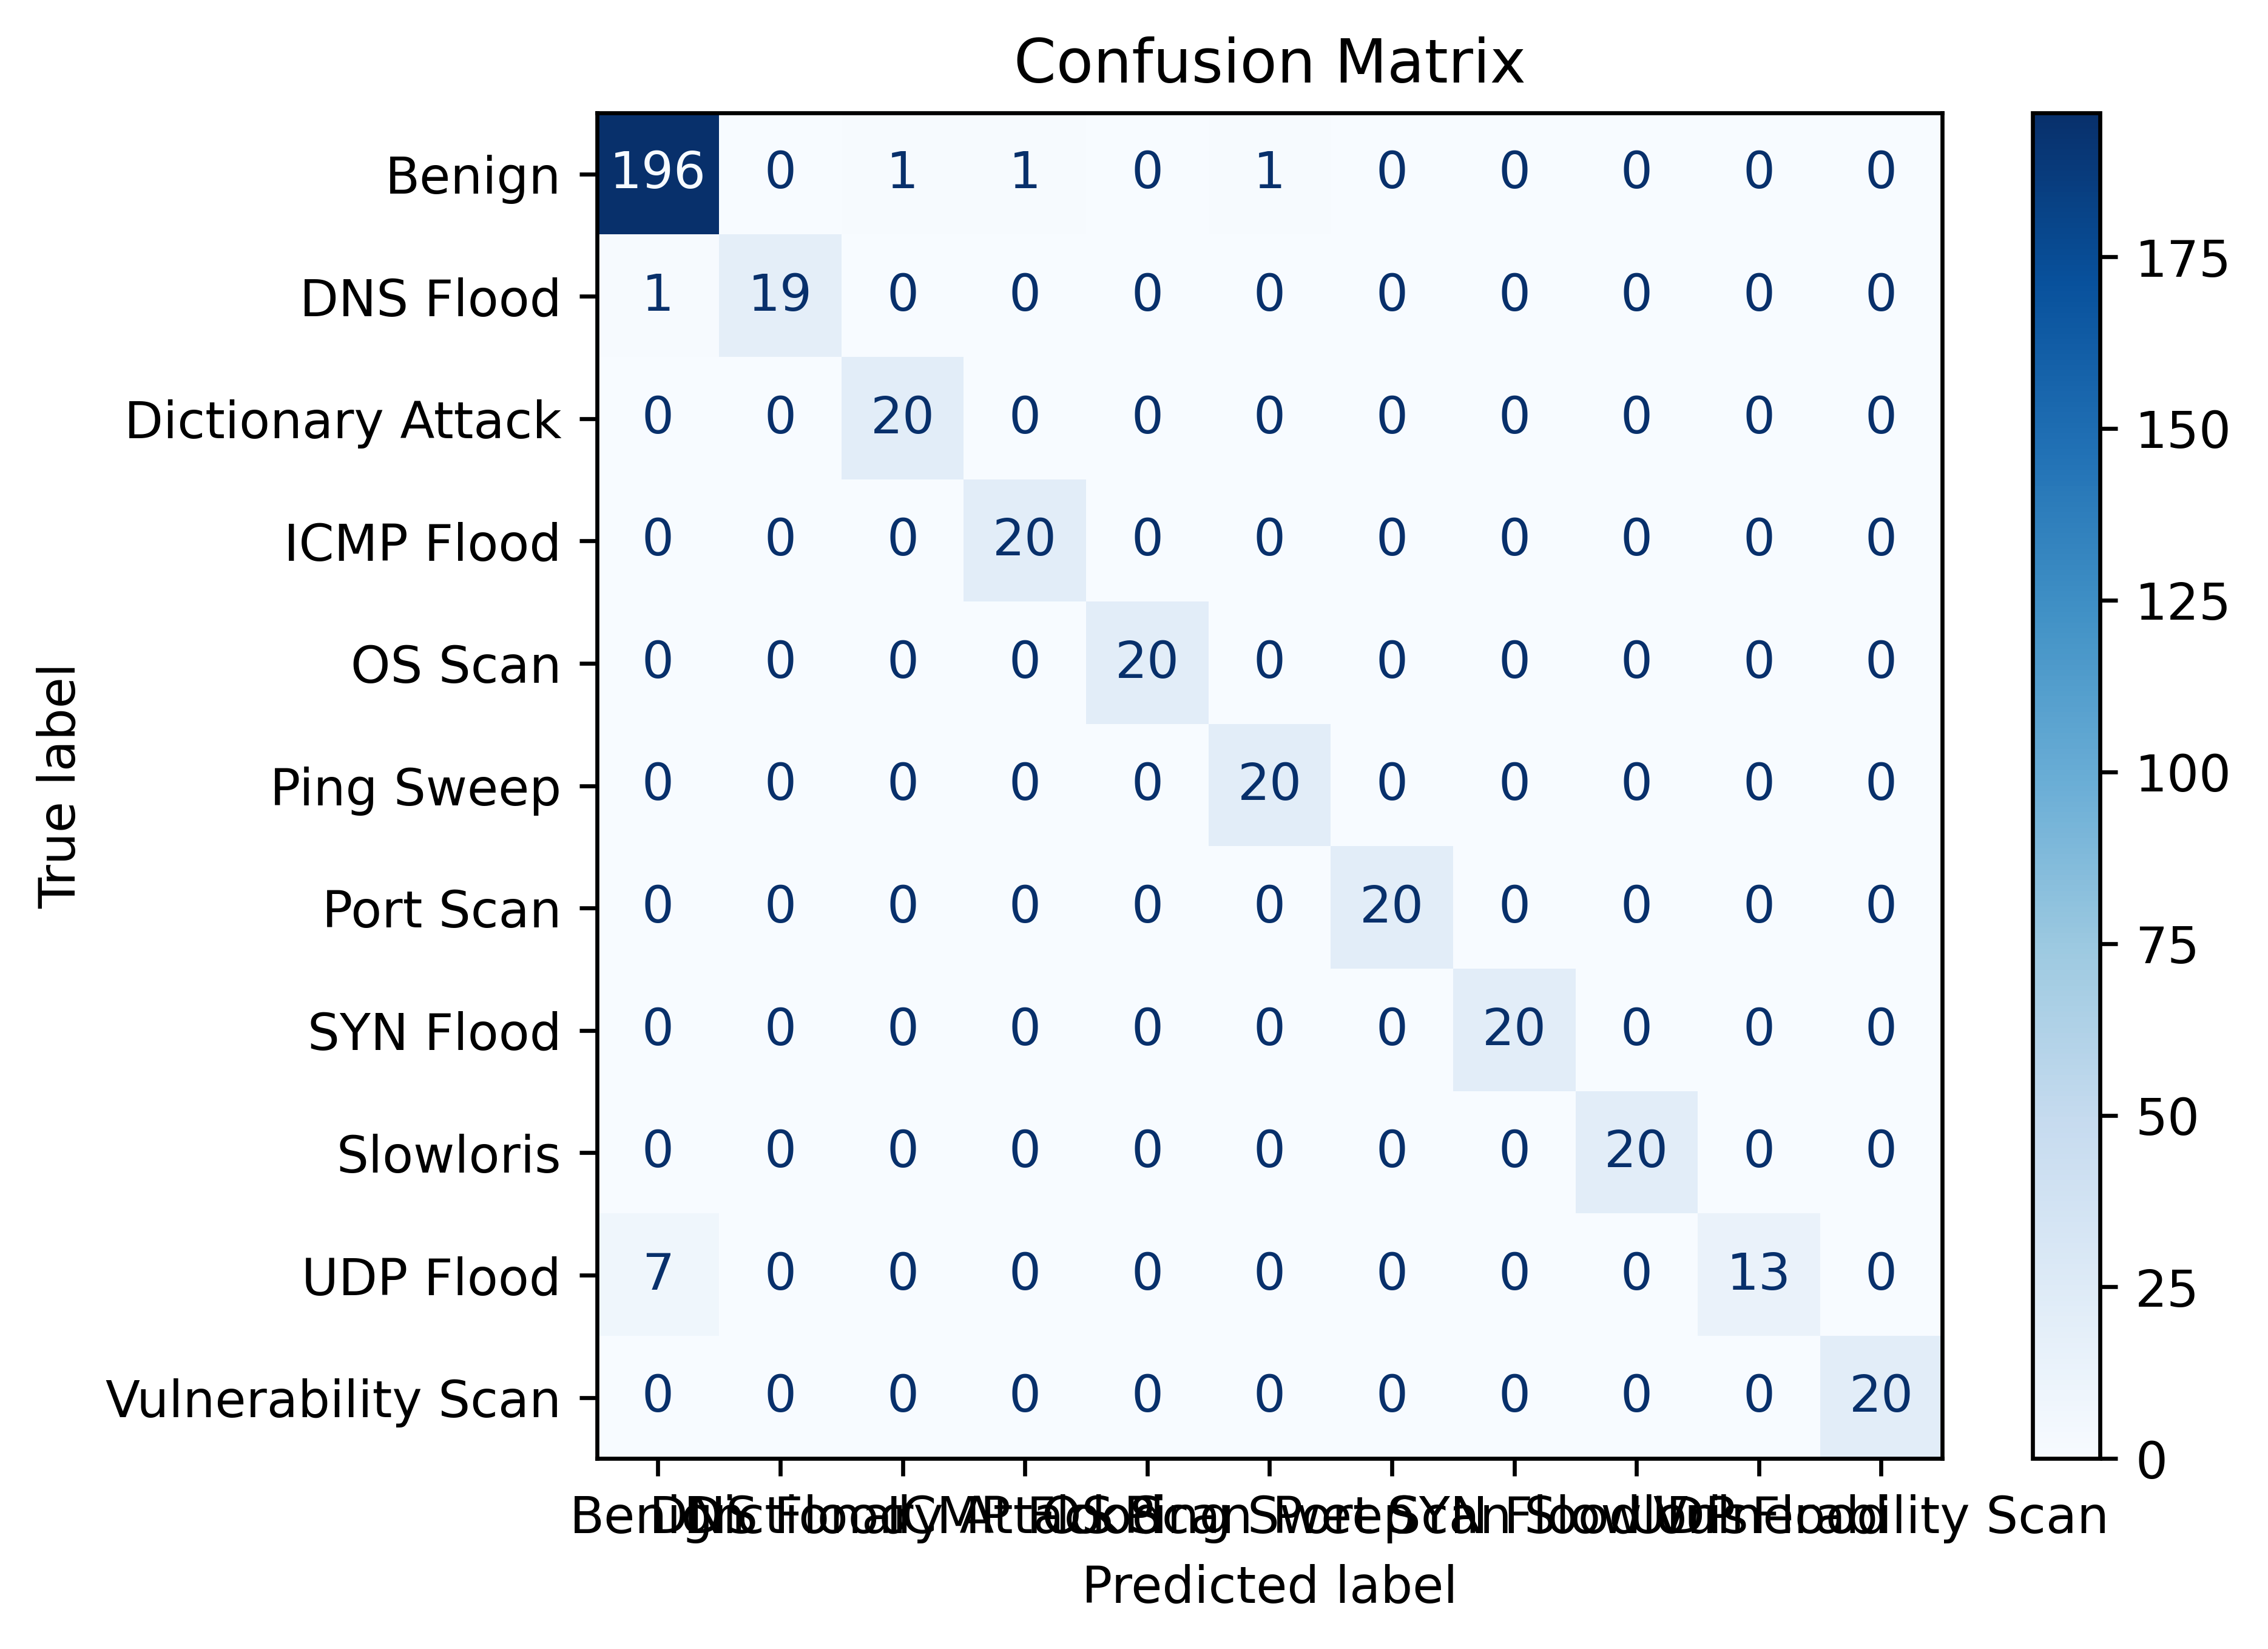 Confusion Matrix
Benign 196 0 1 1 0 1 0 0 0 0 0
DNS Flood 1 19 0 0 0 0 0 0 0 0 0
Dictionary Attack 0 0 20 0 0 0 0 0 0 0 0
ICMP Flood 0 0 0 20 0 0 0 0 0 0 0
OS Scan 0 0 0 0 20 0 0 0 0 0 0
Ping Sweep 0 0 0 0 0 20 0 0 0 0 0
Port Scan 0 0 0 0 0 0 20 0 0 0 0
SYN Flood 0 0 0 0 0 0 0 20 0 0 0
Slowloris 0 0 0 0 0 0 0 0 20 0 0
UDP Flood 7 0 0 0 0 0 0 0 0 13 0
Vulnerability Scan 0 0 0 0 0 0 0 0 0 0 20
Benign DNS Flood Dictionary Attack ICMP Flood OS Scan Ping Sweep Port Scan SYN Flood Slowloris UDP Flood Vulnerability Scan
Predicted label
True label
175
150
125
100
75
50
25
0